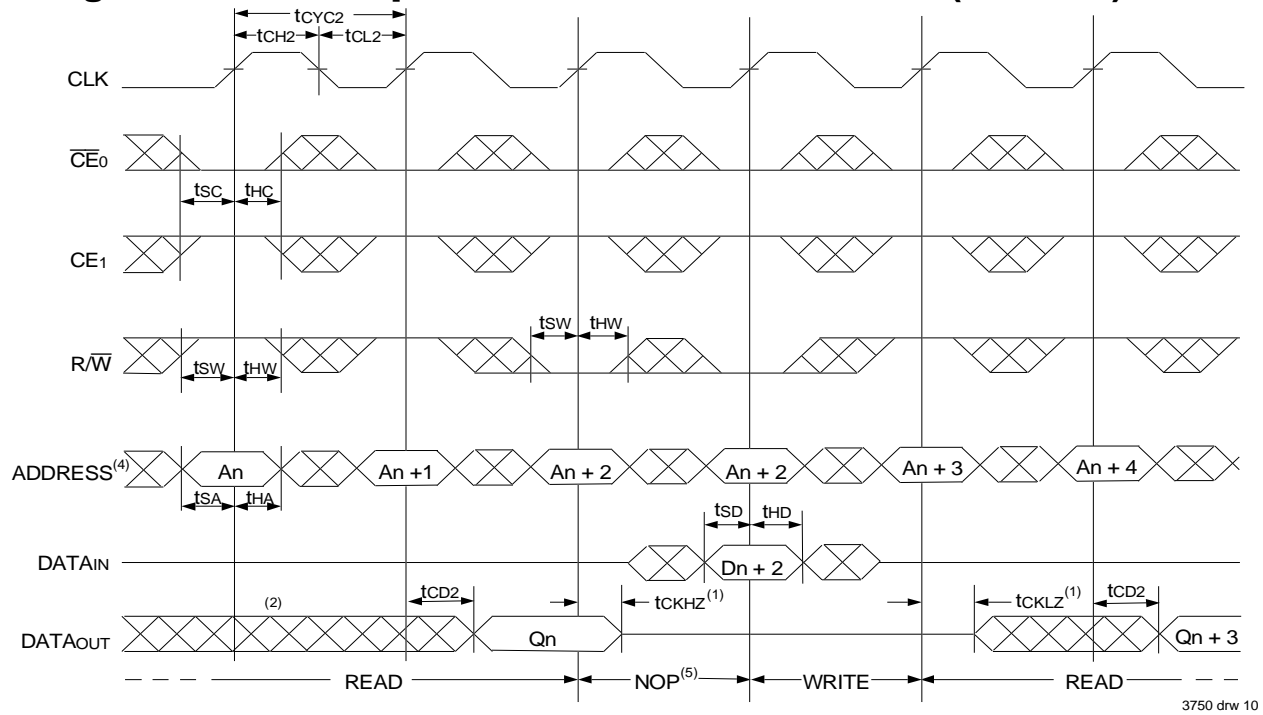 tCYC2
tCH2 tCL2
CLK
CE0
tSC tHC
CE1
tSW tHW
R/W
tSW tHW
ADDRESS(4) An An +1 An + 2 An + 2 An + 3 An + 4
tSA tHA
tSD tHD
DATAIN Dn + 2
(2) tCD2 tCKHZ(1) tCKLZ(1) tCD2
DATAOUT Qn Qn + 3
READ NOP(5) WRITE READ
3750 drw 10